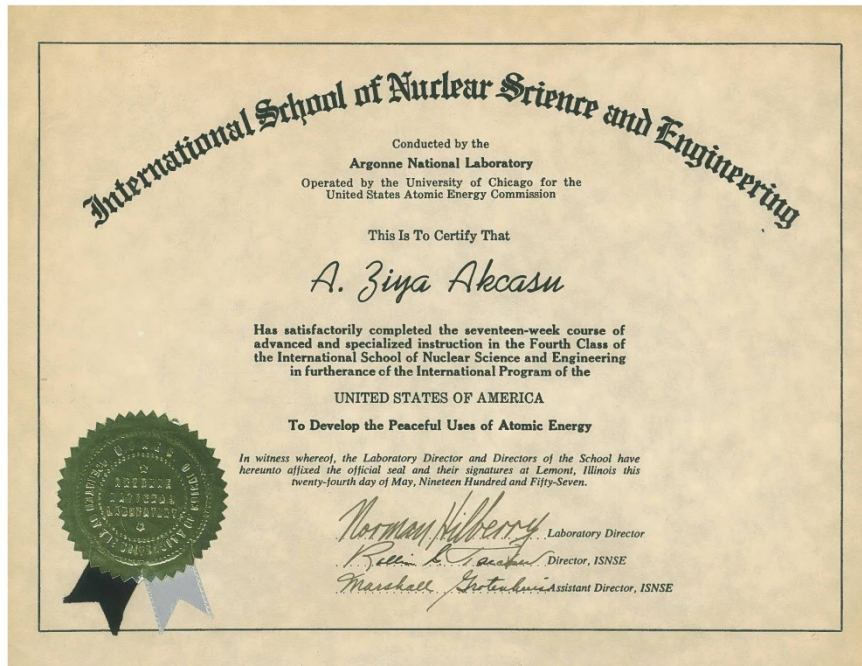 International School of Nuclear Science and Engineering
Conducted by the
Argonne National Laboratory
Operated by the University of Chicago for the
United States Atomic Energy Commission
This Is To Certify That
A. Ziya Akcasu
Has satisfactorily completed the seventeen-week course of
advanced and specialized instruction in the Fourth Class of
the International School of Nuclear Science and Engineering
in furtherance of the International Program of the
UNITED STATES OF AMERICA
To Develop the Peaceful Uses of Atomic Energy
In witness whereof, the Laboratory Director and Directors of the School have
hereunto affixed the official seal and their signatures at Lemont, Illinois this
twenty-fourth day of May, Nineteen Hundred and Fifty-Seven.
Norman Hilberry Laboratory Director
Director, ISNSE
Marshall Grotenhuis Assistant Director, ISNSE
ARGONNE
NATIONAL
LABORATORY